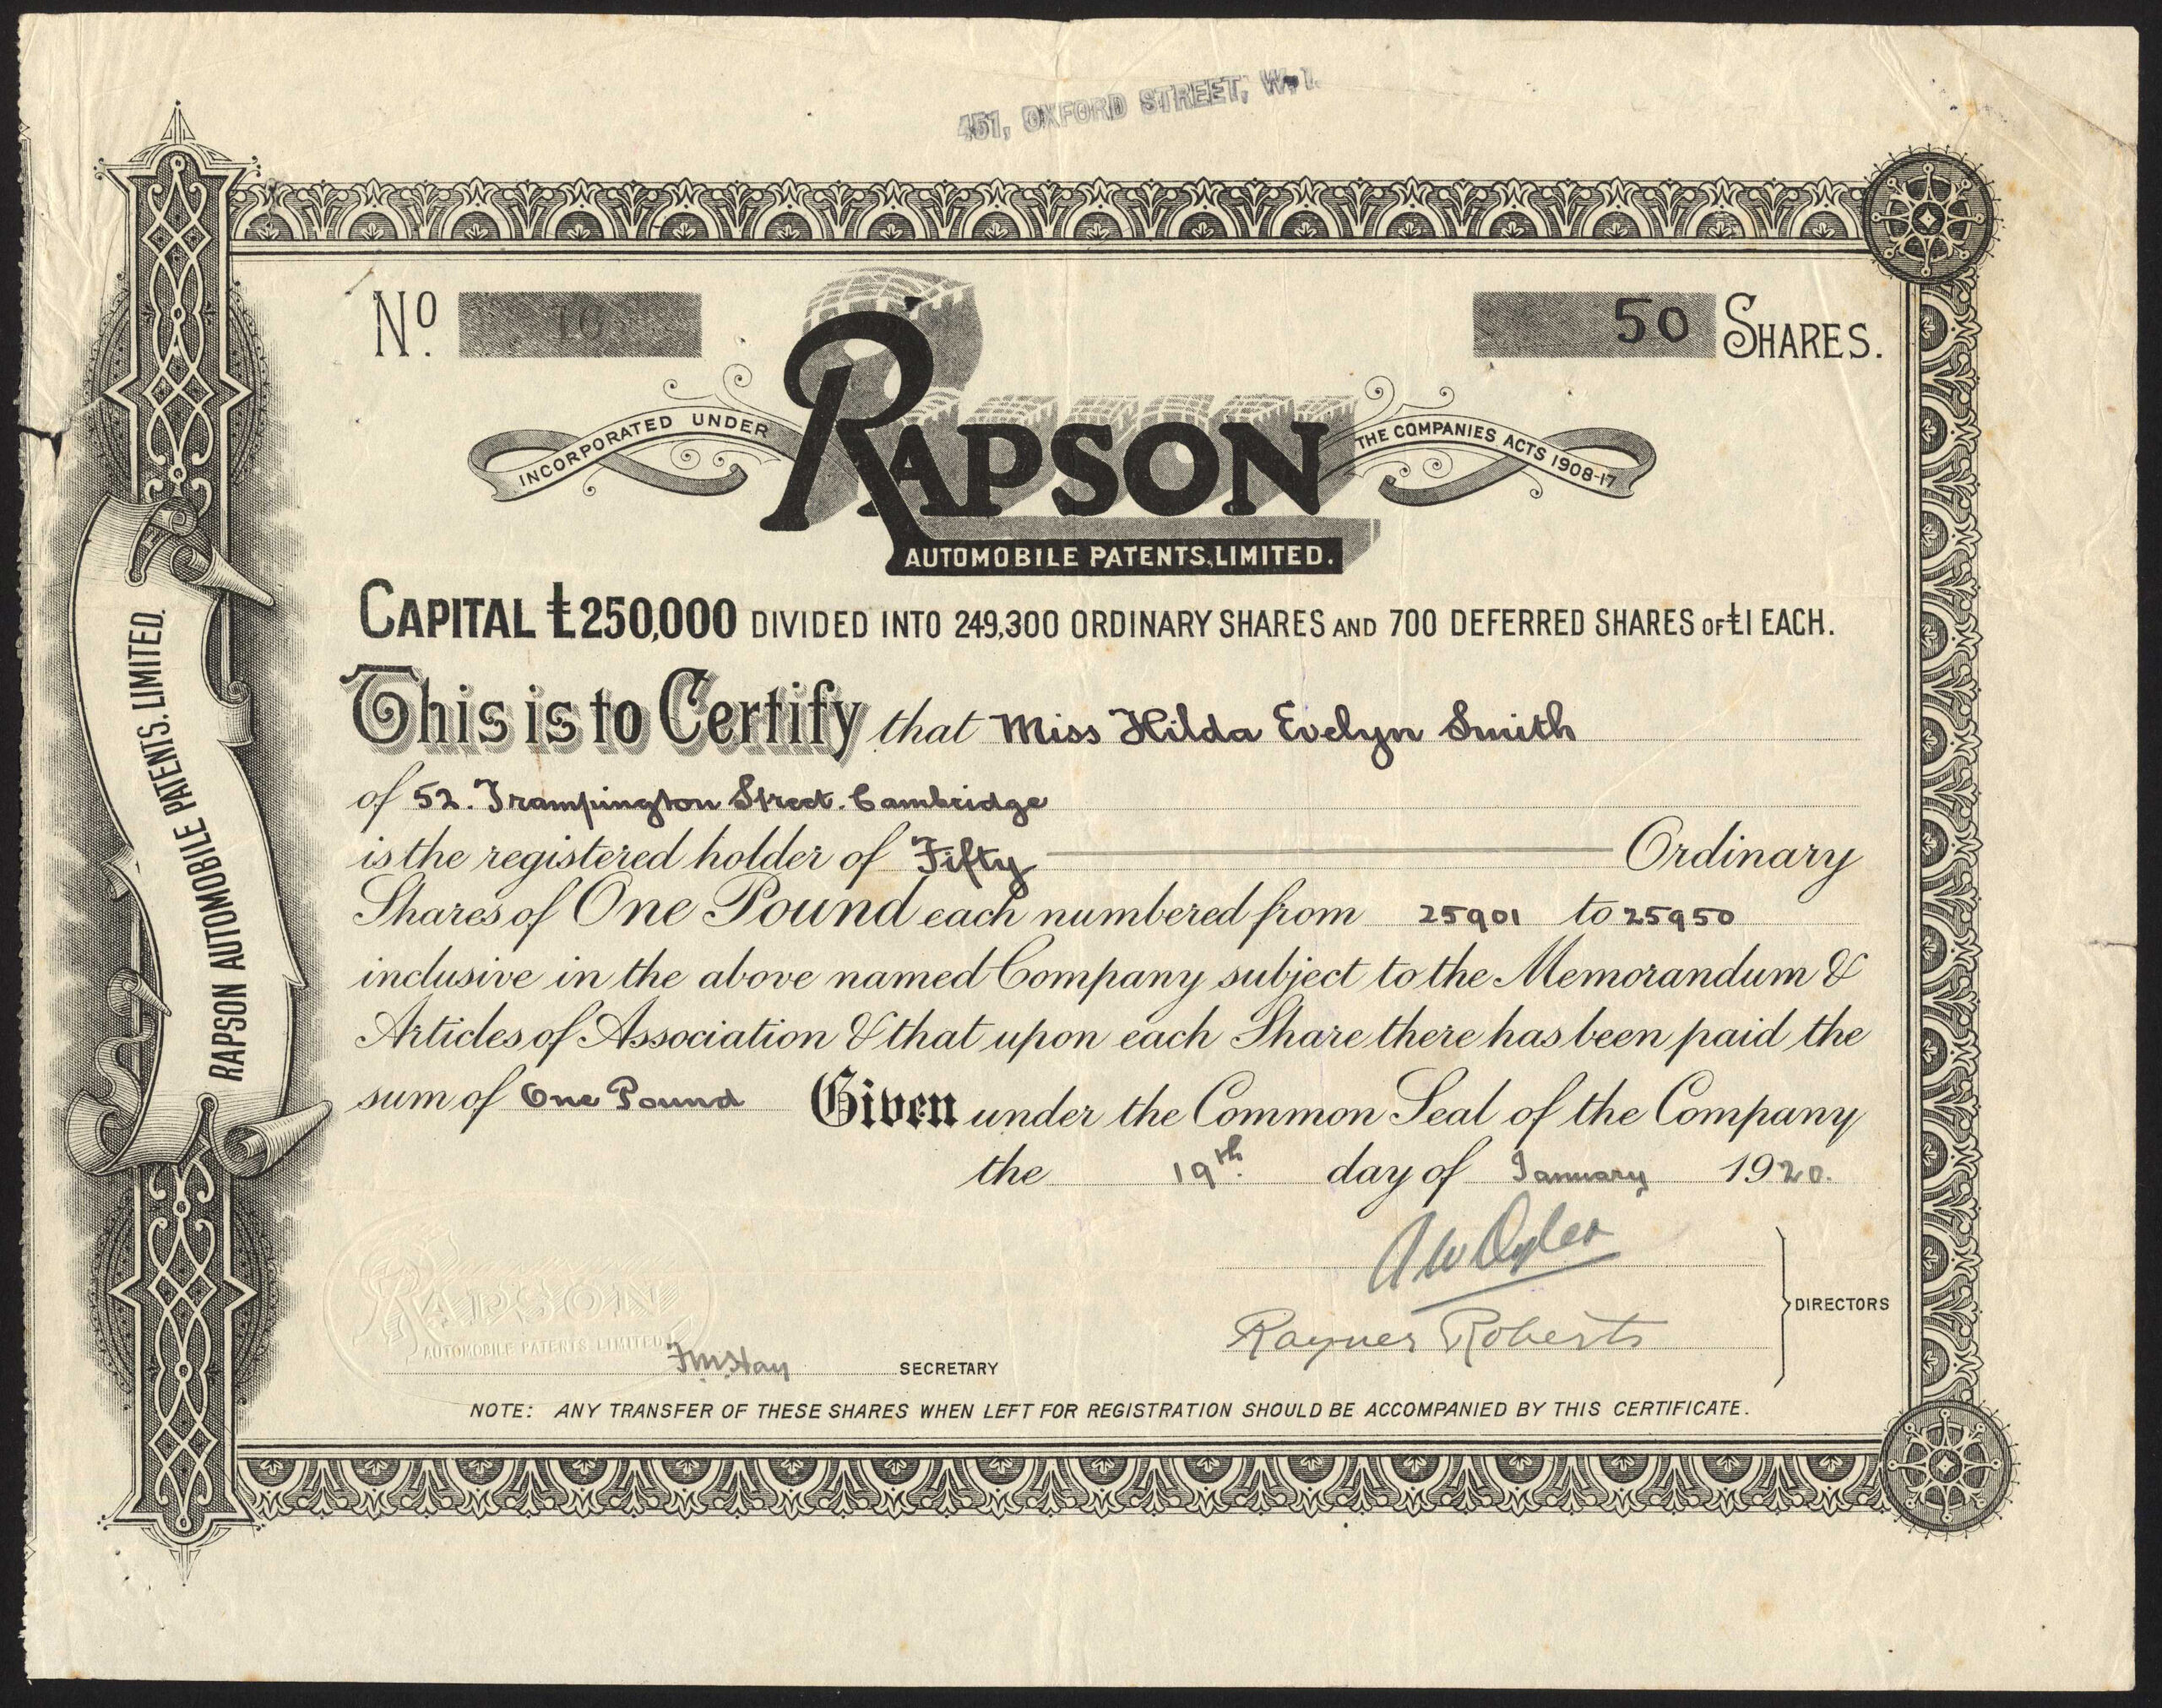 451, OXFORD STREET, W.1.
No.
50 SHARES.
INCORPORATED UNDER
THE COMPANIES ACTS 1908-17
RAPSON
AUTOMOBILE PATENTS, LIMITED.
CAPITAL £250,000 DIVIDED INTO 249,300 ORDINARY SHARES AND 700 DEFERRED SHARES OF £1 EACH.
This is to Certify that Miss Hilda Evelyn Smith
of 52. Trampington Street. Cambridge
is the registered holder of Fifty Ordinary
Shares of One Pound each numbered from 25901 to 25950
inclusive in the above named Company subject to the Memorandum &
Articles of Association & that upon each Share there has been paid the
sum of One Pound Given under the Common Seal of the Company
the 19th. day of January 1920.
RAPSON
AUTOMOBILE PATENTS LIMITED
SECRETARY
Rayner Roberts
DIRECTORS
NOTE: ANY TRANSFER OF THESE SHARES WHEN LEFT FOR REGISTRATION SHOULD BE ACCOMPANIED BY THIS CERTIFICATE.
RAPSON AUTOMOBILE PATENTS. LIMITED.